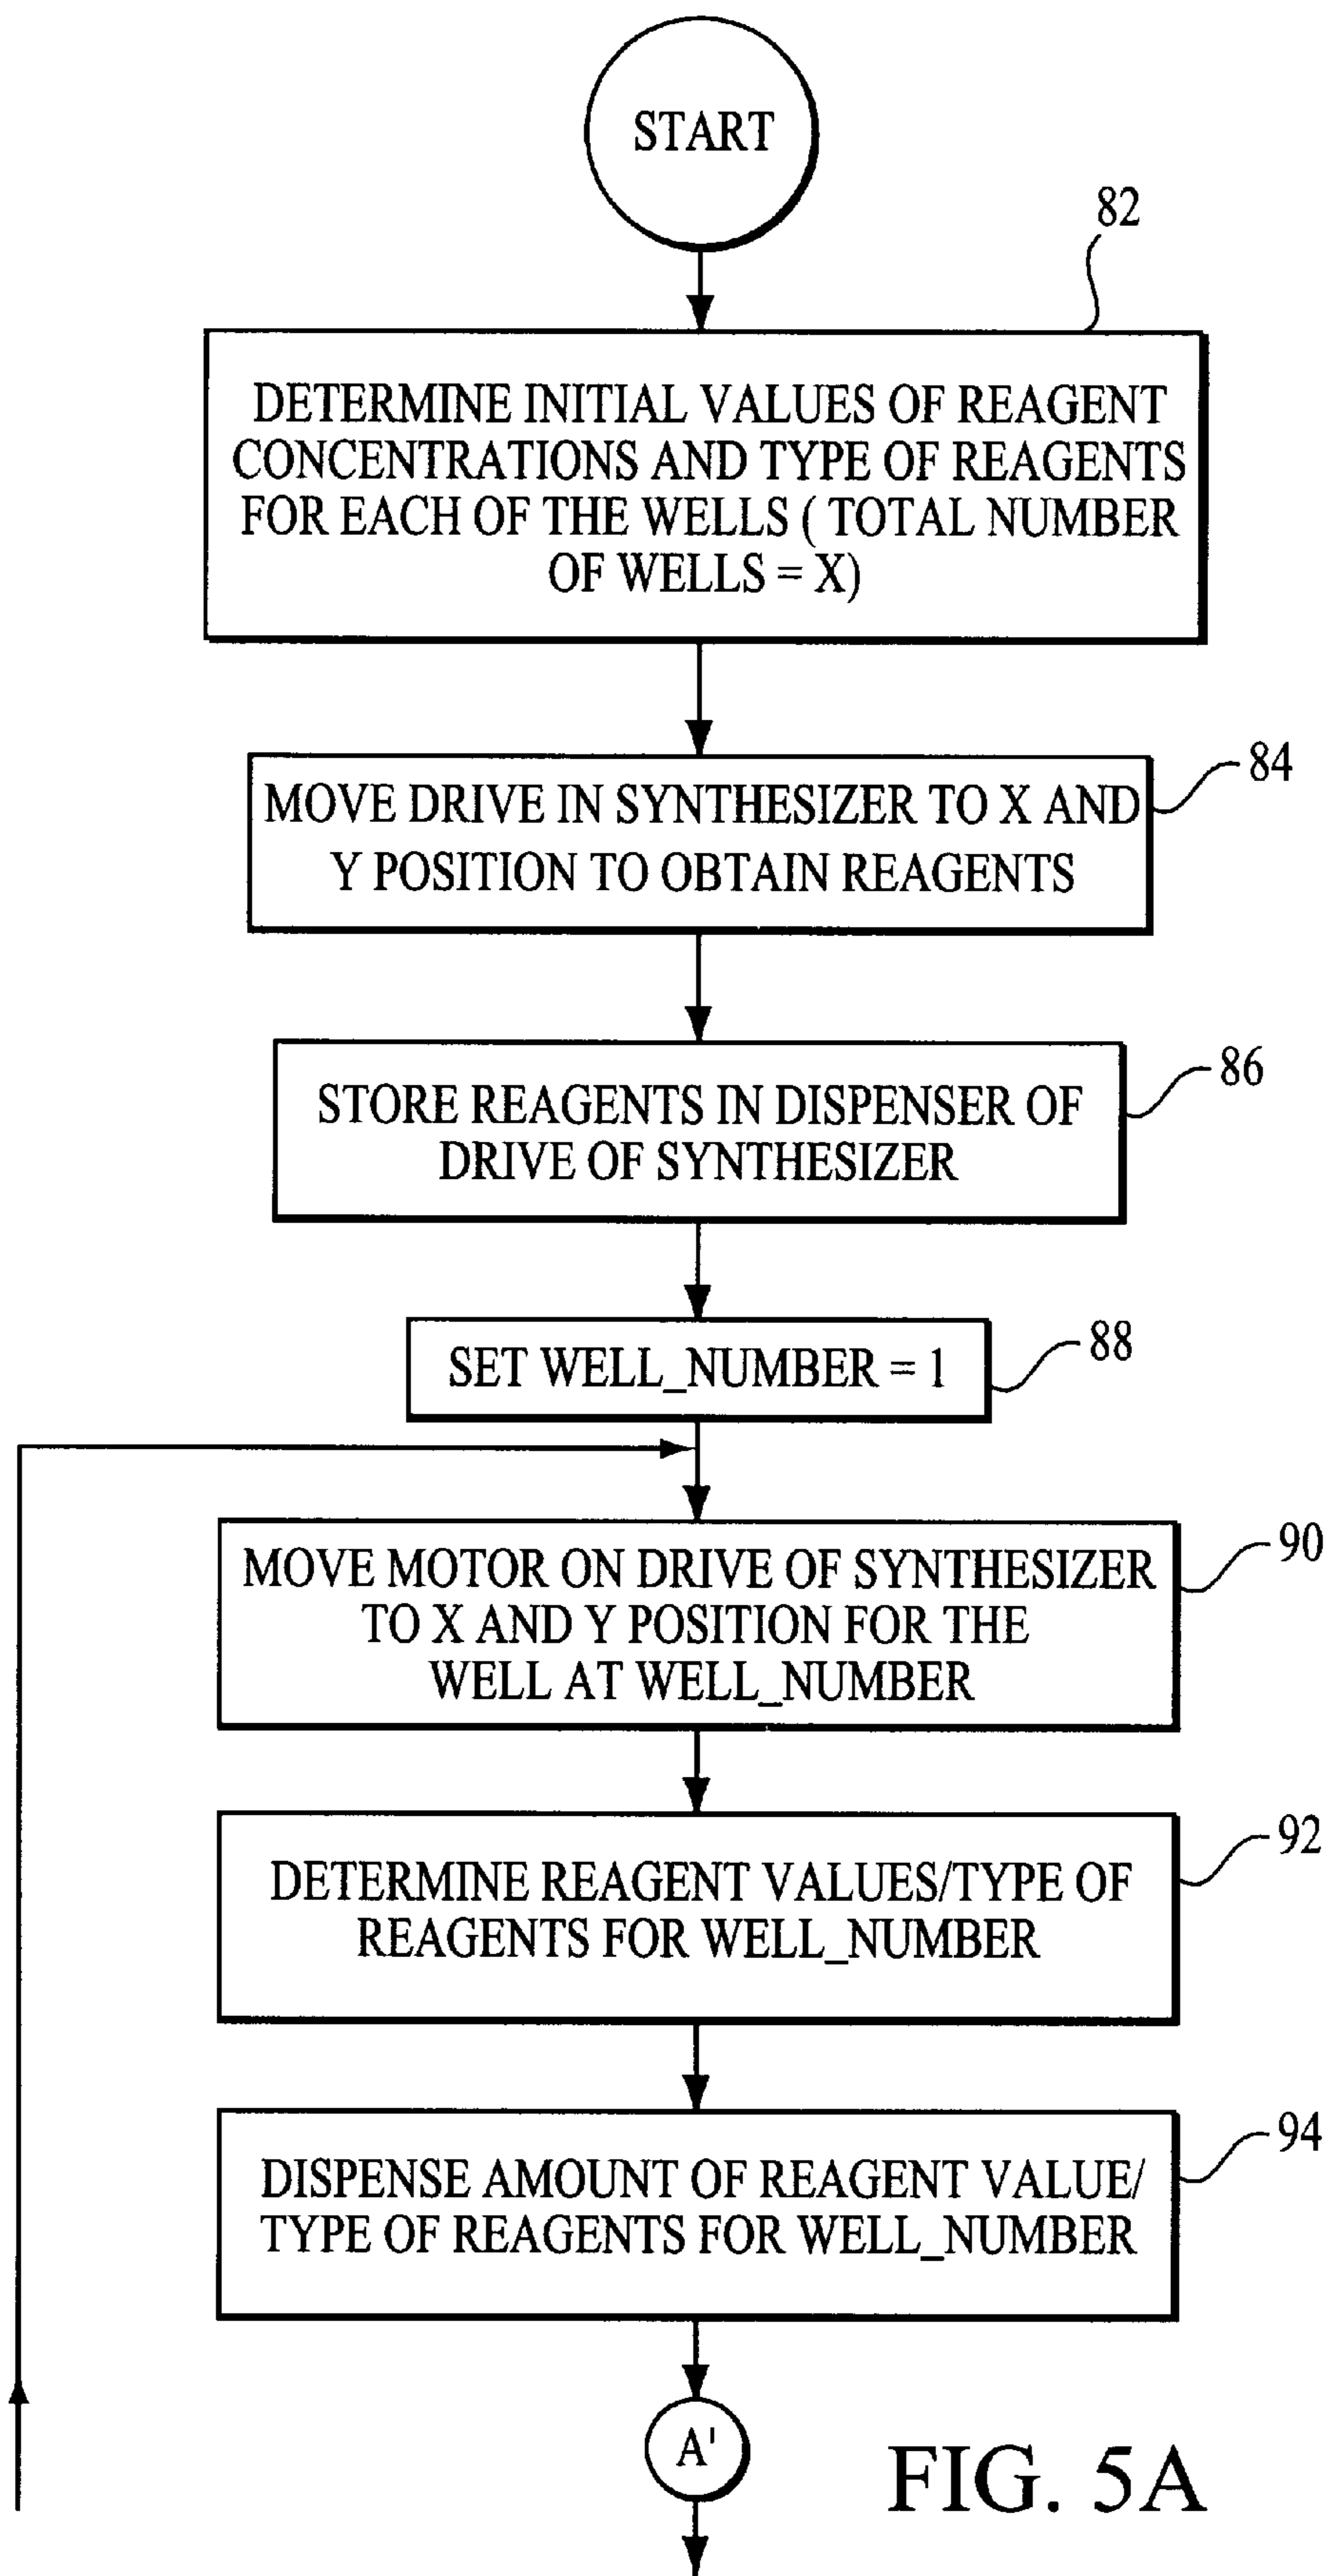 START
82
DETERMINE INITIAL VALUES OF REAGENT
CONCENTRATIONS AND TYPE OF REAGENTS
FOR EACH OF THE WELLS ( TOTAL NUMBER
OF WELLS = X)
84
MOVE DRIVE IN SYNTHESIZER TO X AND
Y POSITION TO OBTAIN REAGENTS
86
STORE REAGENTS IN DISPENSER OF
DRIVE OF SYNTHESIZER
88
SET WELL_NUMBER = 1
90
MOVE MOTOR ON DRIVE OF SYNTHESIZER
TO X AND Y POSITION FOR THE
WELL AT WELL_NUMBER
92
DETERMINE REAGENT VALUES/TYPE OF
REAGENTS FOR WELL_NUMBER
94
DISPENSE AMOUNT OF REAGENT VALUE/
TYPE OF REAGENTS FOR WELL_NUMBER
A'
FIG. 5A